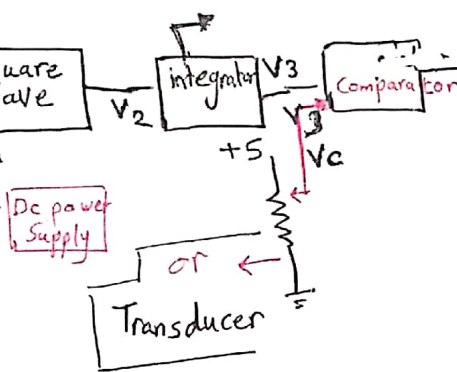 uare
ave
V2
integrator
V3
Comparator
V3
+5
Vc
Dc power
Supply
or
Transducer